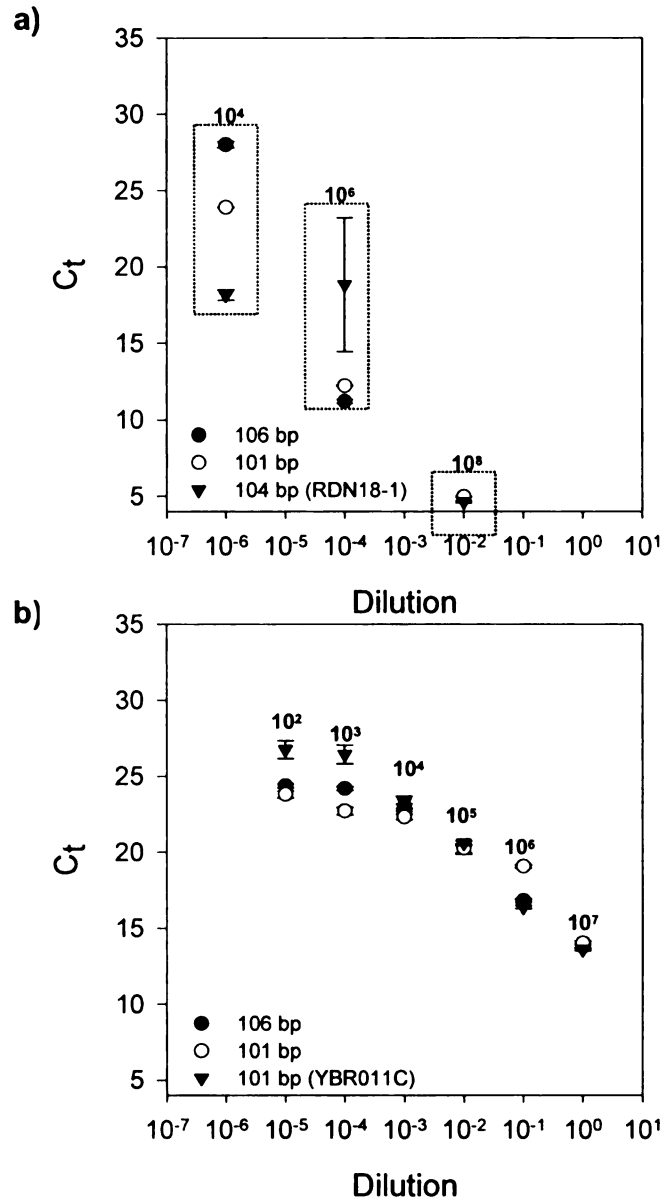 a)
35
30
10⁴
25
10⁶
Ct
20
15
10
106 bp
101 bp
10⁸
5
104 bp (RDN18-1)
10⁻⁷ 10⁻⁶ 10⁻⁵ 10⁻⁴ 10⁻³ 10⁻² 10⁻¹ 10⁰ 10¹
Dilution
b)
35
30
10² 10³
10⁴
25
10⁵
Ct
20
10⁶
15
10⁷
10
106 bp
101 bp
5
101 bp (YBR011C)
10⁻⁷ 10⁻⁶ 10⁻⁵ 10⁻⁴ 10⁻³ 10⁻² 10⁻¹ 10⁰ 10¹
Dilution